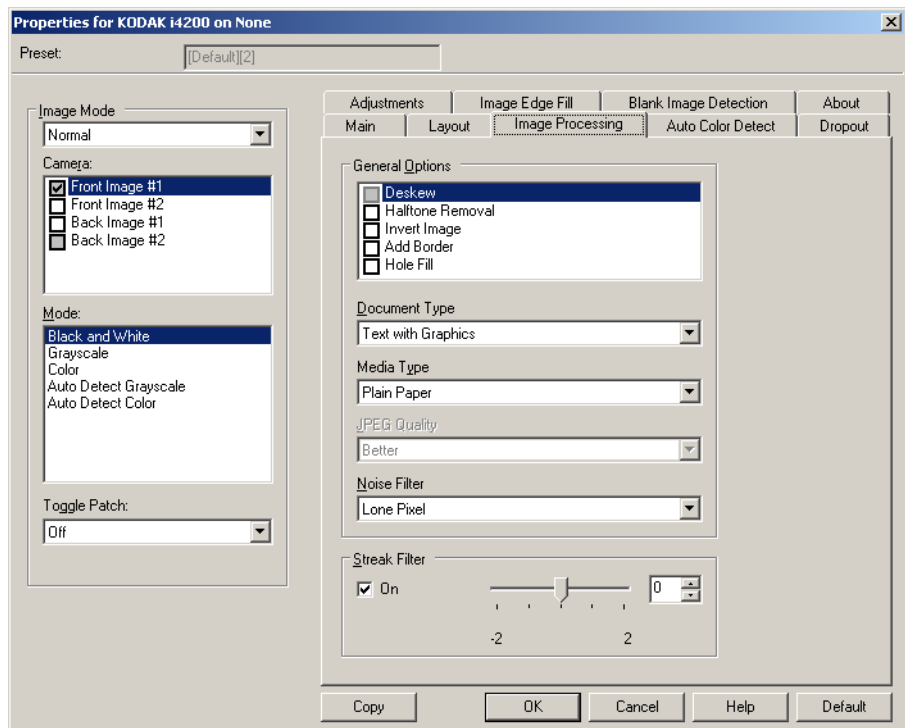 Properties for KODAK i4200 on None
Preset:
[Default][2]
Image Mode
Normal
Camera:
Front Image #1
Front Image #2
Back Image #1
Back Image #2
Mode:
Black and White
Grayscale
Color
Auto Detect Grayscale
Auto Detect Color
Toggle Patch:
Off
Adjustments
Image Edge Fill
Blank Image Detection
About
Main
Layout
Image Processing
Auto Color Detect
Dropout
General Options
Deskew
Halftone Removal
Invert Image
Add Border
Hole Fill
Document Type
Text with Graphics
Media Type
Plain Paper
JPEG Quality
Better
Noise Filter
Lone Pixel
Streak Filter
On
0
-2
2
Copy
OK
Cancel
Help
Default